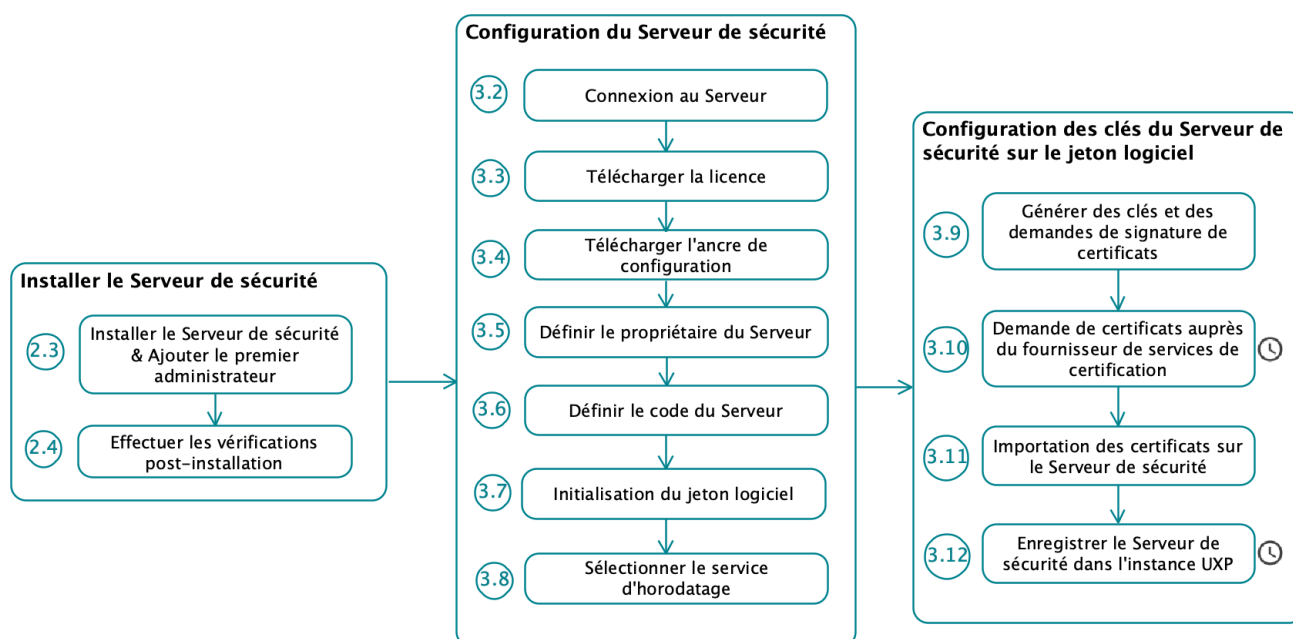 Installer le Serveur de sécurité
2.3
Installer le Serveur de sécurité
& Ajouter le premier
administrateur
2.4
Effectuer les vérifications
post-installation
Configuration du Serveur de sécurité
3.2
Connexion au Serveur
3.3
Télécharger la licence
3.4
Télécharger l'ancre de
configuration
3.5
Définir le propriétaire du Serveur
3.6
Définir le code du Serveur
3.7
Initialisation du jeton logiciel
3.8
Sélectionner le service
d'horodatage
Configuration des clés du Serveur de
sécurité sur le jeton logiciel
3.9
Générer des clés et des
demandes de signature de
certificats
3.10
Demande de certificats auprès
du fournisseur de services de
certification
3.11
Importation des certificats sur
le Serveur de sécurité
3.12
Enregistrer le Serveur de
sécurité dans l'instance UXP